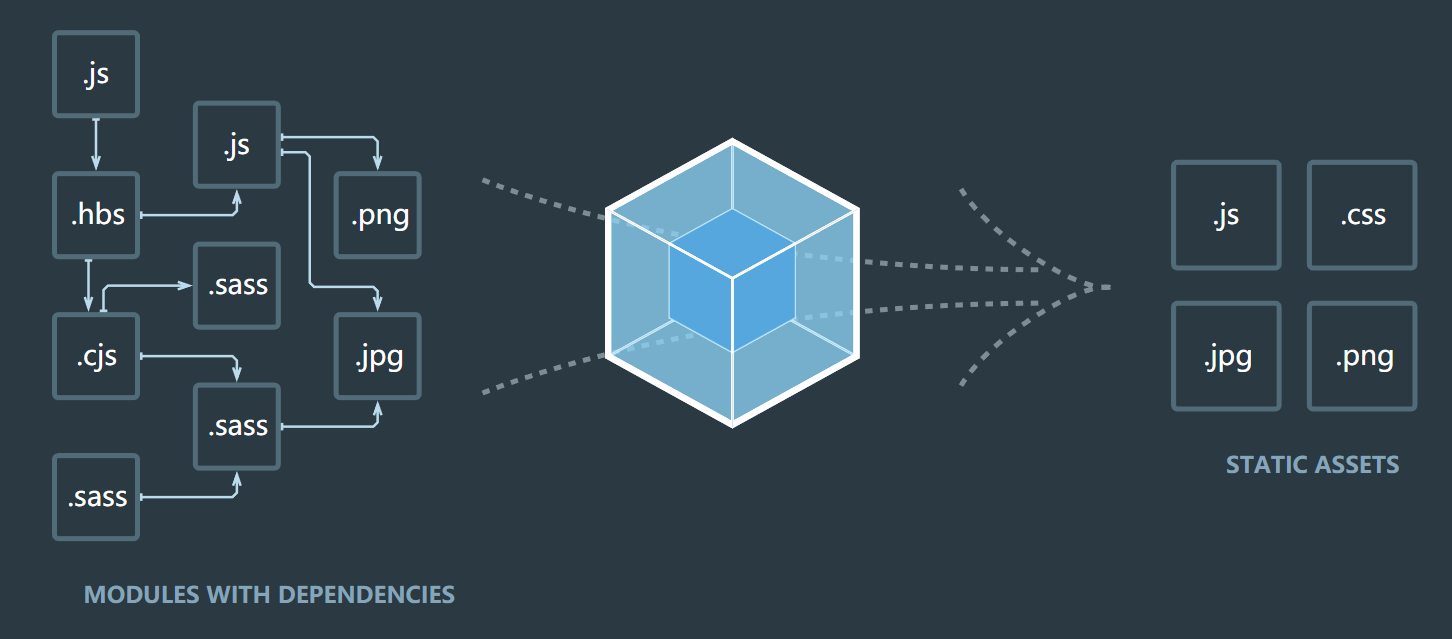 .js
.js
.hbs
.png
.sass
.cjs
.jpg
.sass
.sass
MODULES WITH DEPENDENCIES
.js
.css
.jpg
.png
STATIC ASSETS